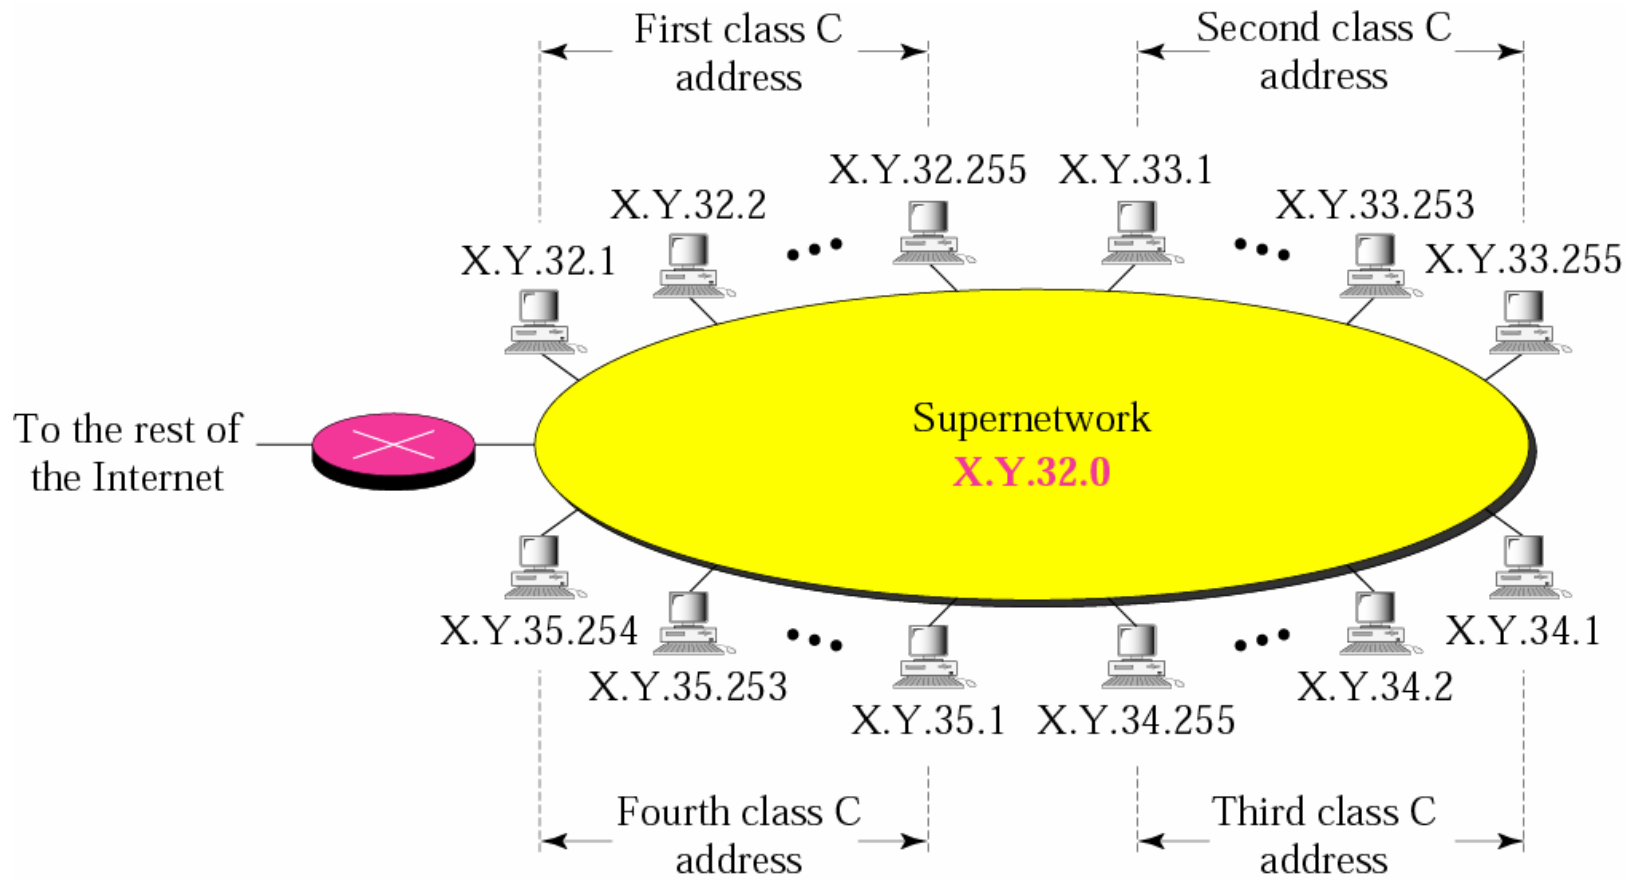 First class C
address
Second class C
address
X.Y.32.255
X.Y.33.1
X.Y.32.2
X.Y.33.253
X.Y.32.1
X.Y.33.255
To the rest of
the Internet
Supernetwork
X.Y.32.0
X.Y.35.254
X.Y.34.1
X.Y.35.253
X.Y.34.2
X.Y.35.1
X.Y.34.255
Fourth class C
address
Third class C
address